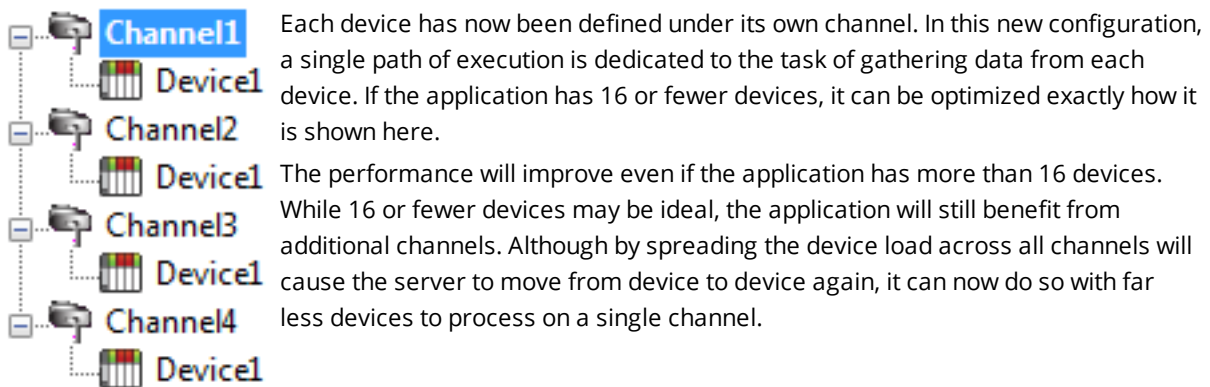 Channel1
Device1
Channel2
Device1
Channel3
Device1
Channel4
Device1
Each device has now been defined under its own channel. In this new configuration,
a single path of execution is dedicated to the task of gathering data from each
device. If the application has 16 or fewer devices, it can be optimized exactly how it
is shown here.
The performance will improve even if the application has more than 16 devices.
While 16 or fewer devices may be ideal, the application will still benefit from
additional channels. Although by spreading the device load across all channels will
cause the server to move from device to device again, it can now do so with far
less devices to process on a single channel.